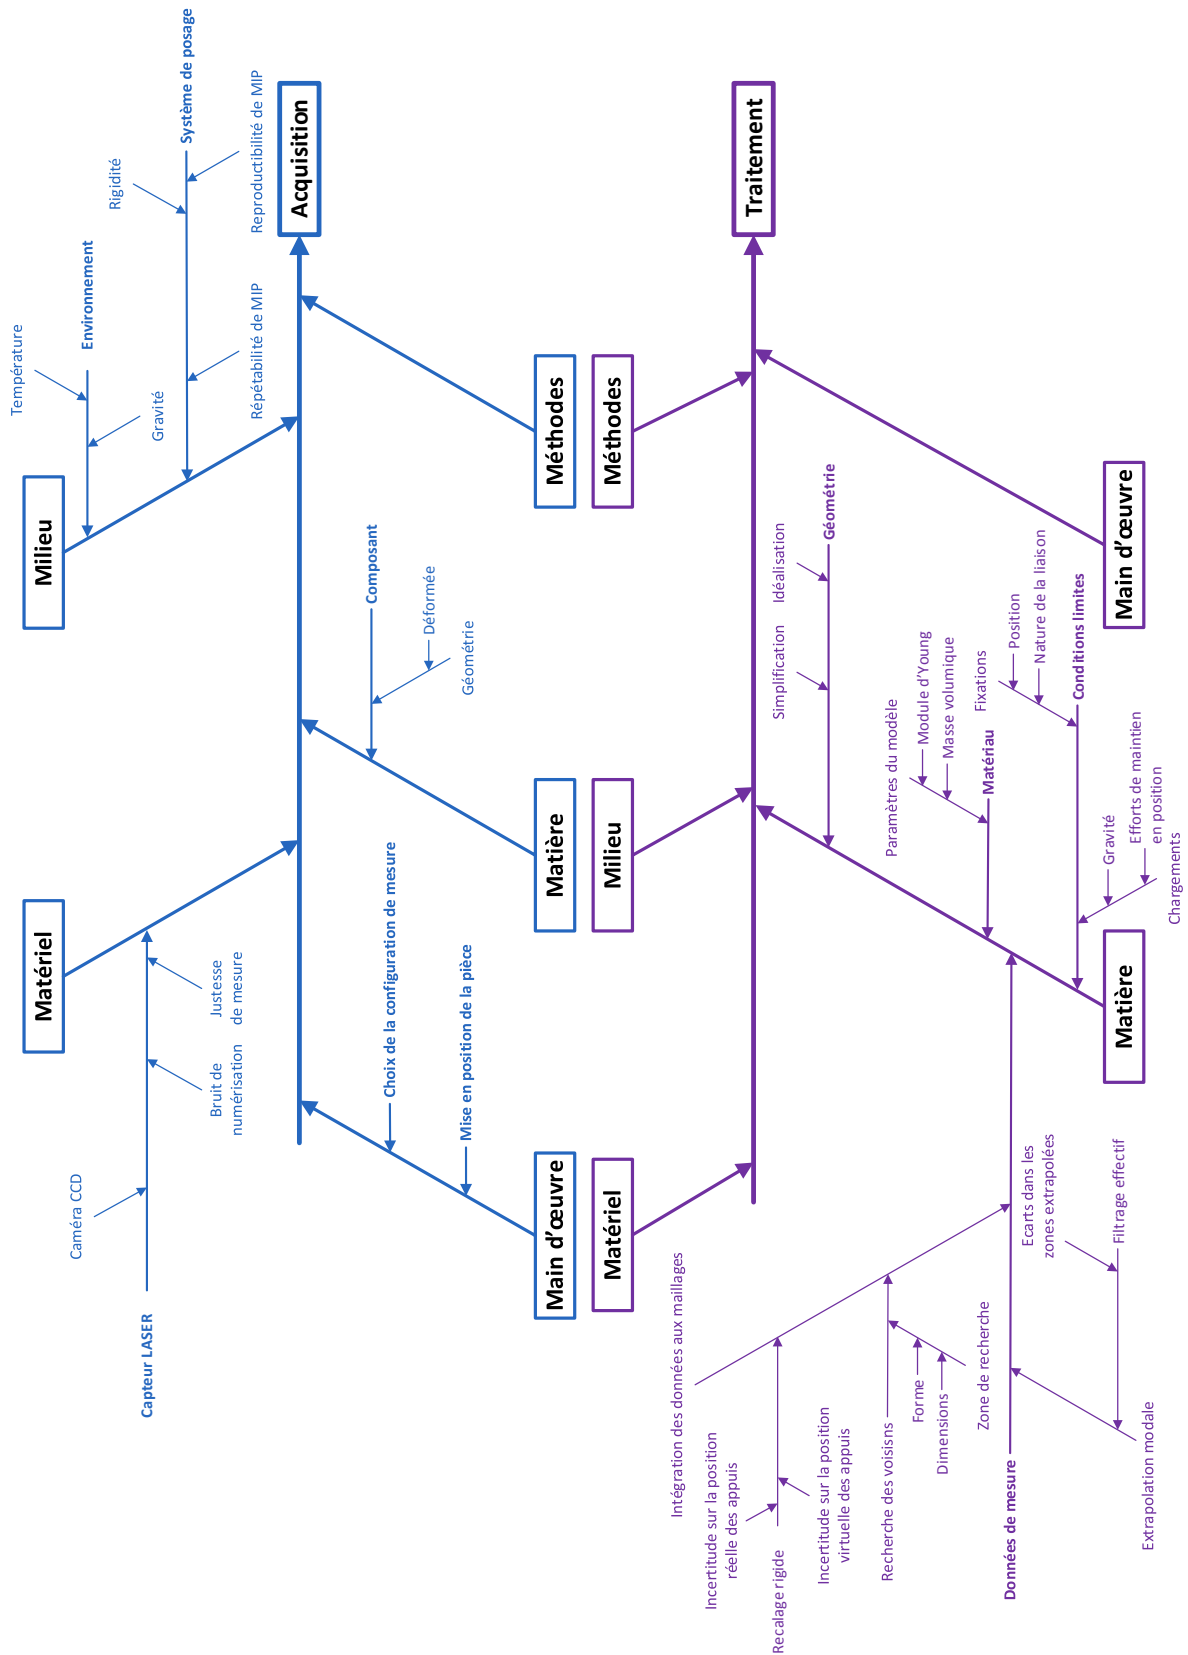 Matériel
Milieu
Capteur LASER
Caméra CCD
Bruit de
numérisation
Justesse
de mesure
Température
Environnement
Gravité
Rigidité
Système de posage
Répétabilité de MIP
Reproductibilité de MIP
Acquisition
Choix de la configuration de mesure
Mise en position de la pièce
Composant
Déformée
Géométrie
Main d’œuvre
Matière
Méthodes
Matériel
Milieu
Méthodes
Traitement
Intégration des données aux maillages
Incertitude sur la position
réelle des appuis
Recalage rigide
Incertitude sur la position
virtuelle des appuis
Recherche des voisisns
Forme
Dimensions
Zone de recherche
Données de mesure
Ecarts dans les
zones extrapolées
Filtrage effectif
Extrapolation modale
Simplification
Idéalisation
Géométrie
Paramètres du modèle
Module d’Young
Masse volumique
Matériau
Fixations
Position
Nature de la liaison
Conditions limites
Gravité
Efforts de maintien
en position
Chargements
Matière
Main d’œuvre